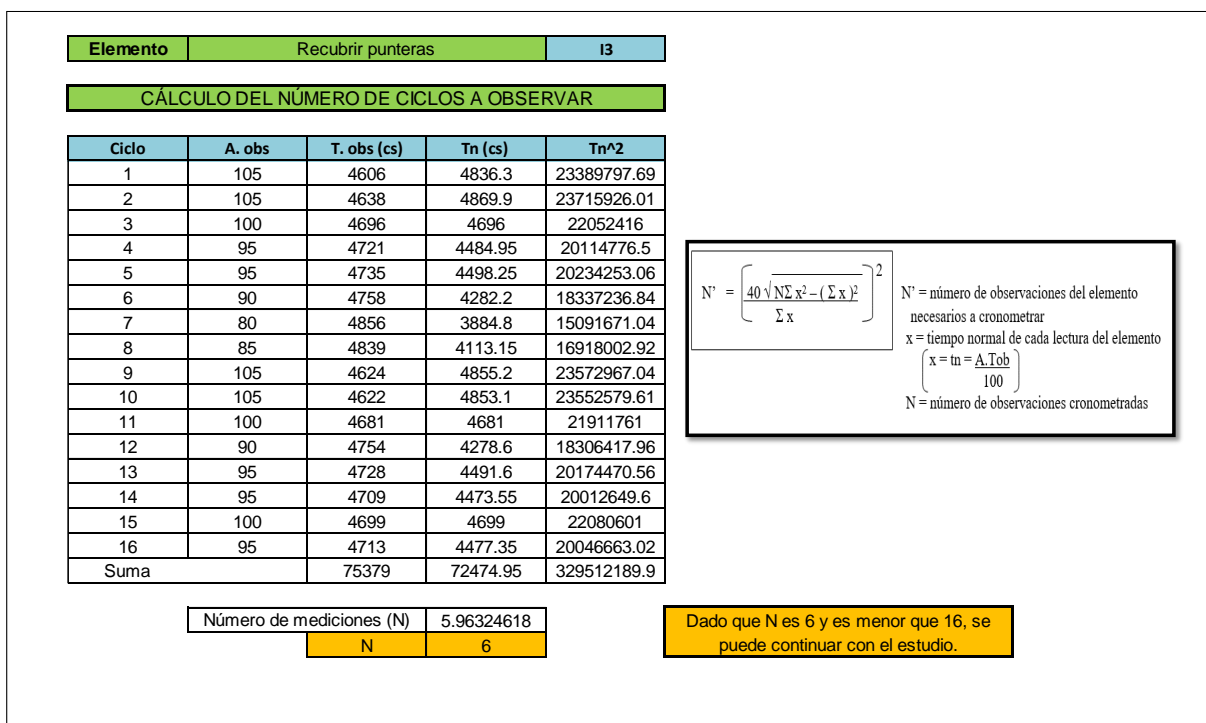 Elemento Recubrir punteras I3
CÁLCULO DEL NÚMERO DE CICLOS A OBSERVAR
Ciclo A. obs T. obs (cs) Tn (cs) Tn^2
1 105 4606 4836.3 23389797.69
2 105 4638 4869.9 23715926.01
3 100 4696 4696 22052416
4 95 4721 4484.95 20114776.5
5 95 4735 4498.25 20234253.06
6 90 4758 4282.2 18337236.84
7 80 4856 3884.8 15091671.04
8 85 4839 4113.15 16918002.92
9 105 4624 4855.2 23572967.04
10 105 4622 4853.1 23552579.61
11 100 4681 4681 21911761
12 90 4754 4278.6 18306417.96
13 95 4728 4491.6 20174470.56
14 95 4709 4473.55 20012649.6
15 100 4699 4699 22080601
16 95 4713 4477.35 20046663.02
Suma 75379 72474.95 329512189.9
N' = (40 √ NΣ x² – ( Σ x )²
Σ x )2
N' = número de observaciones del elemento
necesarios a cronometrar
x = tiempo normal de cada lectura del elemento
(x = tn = A.Tob
100)
N = número de observaciones cronometradas
Número de mediciones (N) 5.96324618
N 6
Dado que N es 6 y es menor que 16, se
puede continuar con el estudio.